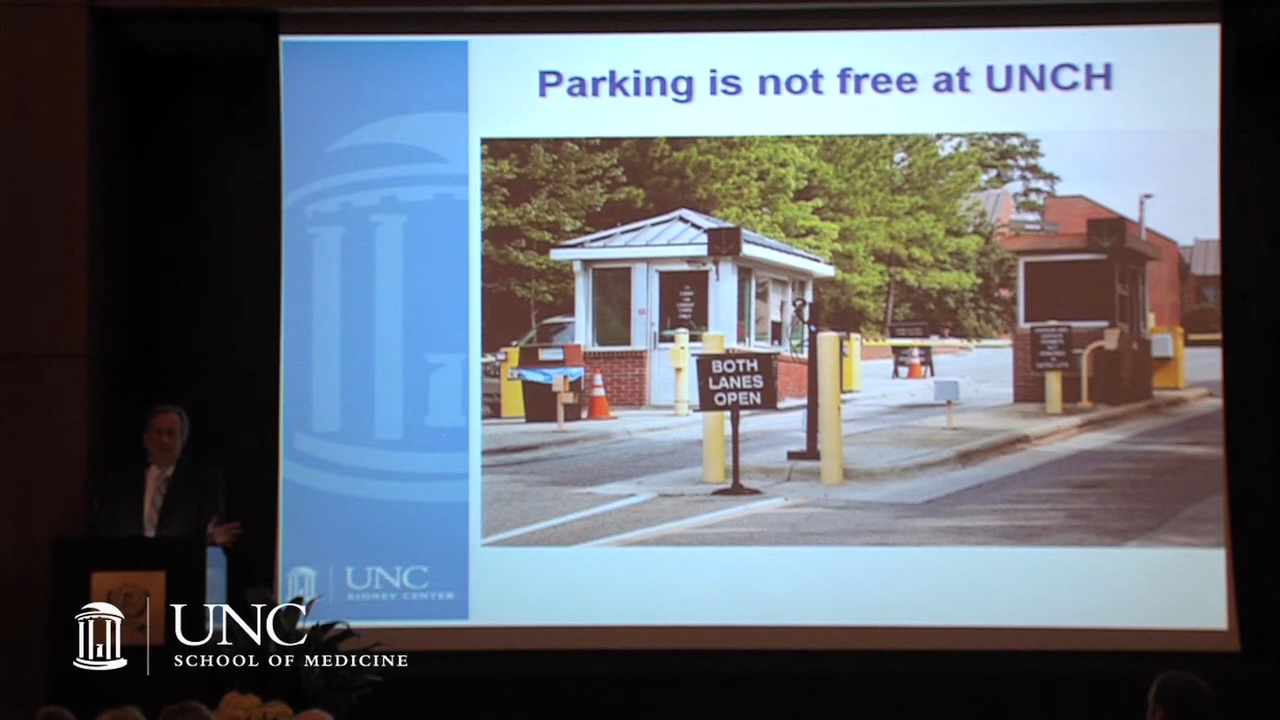 Parking is not free at UNCH
BOTH
LANES
OPEN
UNC
KIDNEY CENTER
UNC
SCHOOL OF MEDICINE